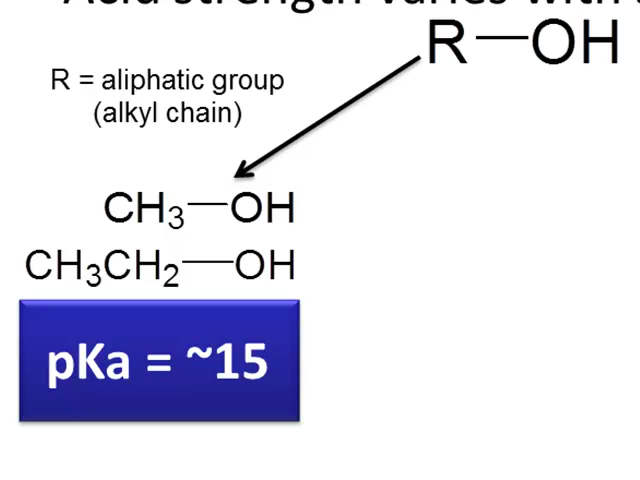 Acid strength varies with
R—OH
R = aliphatic group
(alkyl chain)
CH₃—OH
CH₃CH₂—OH
pKa = ~15